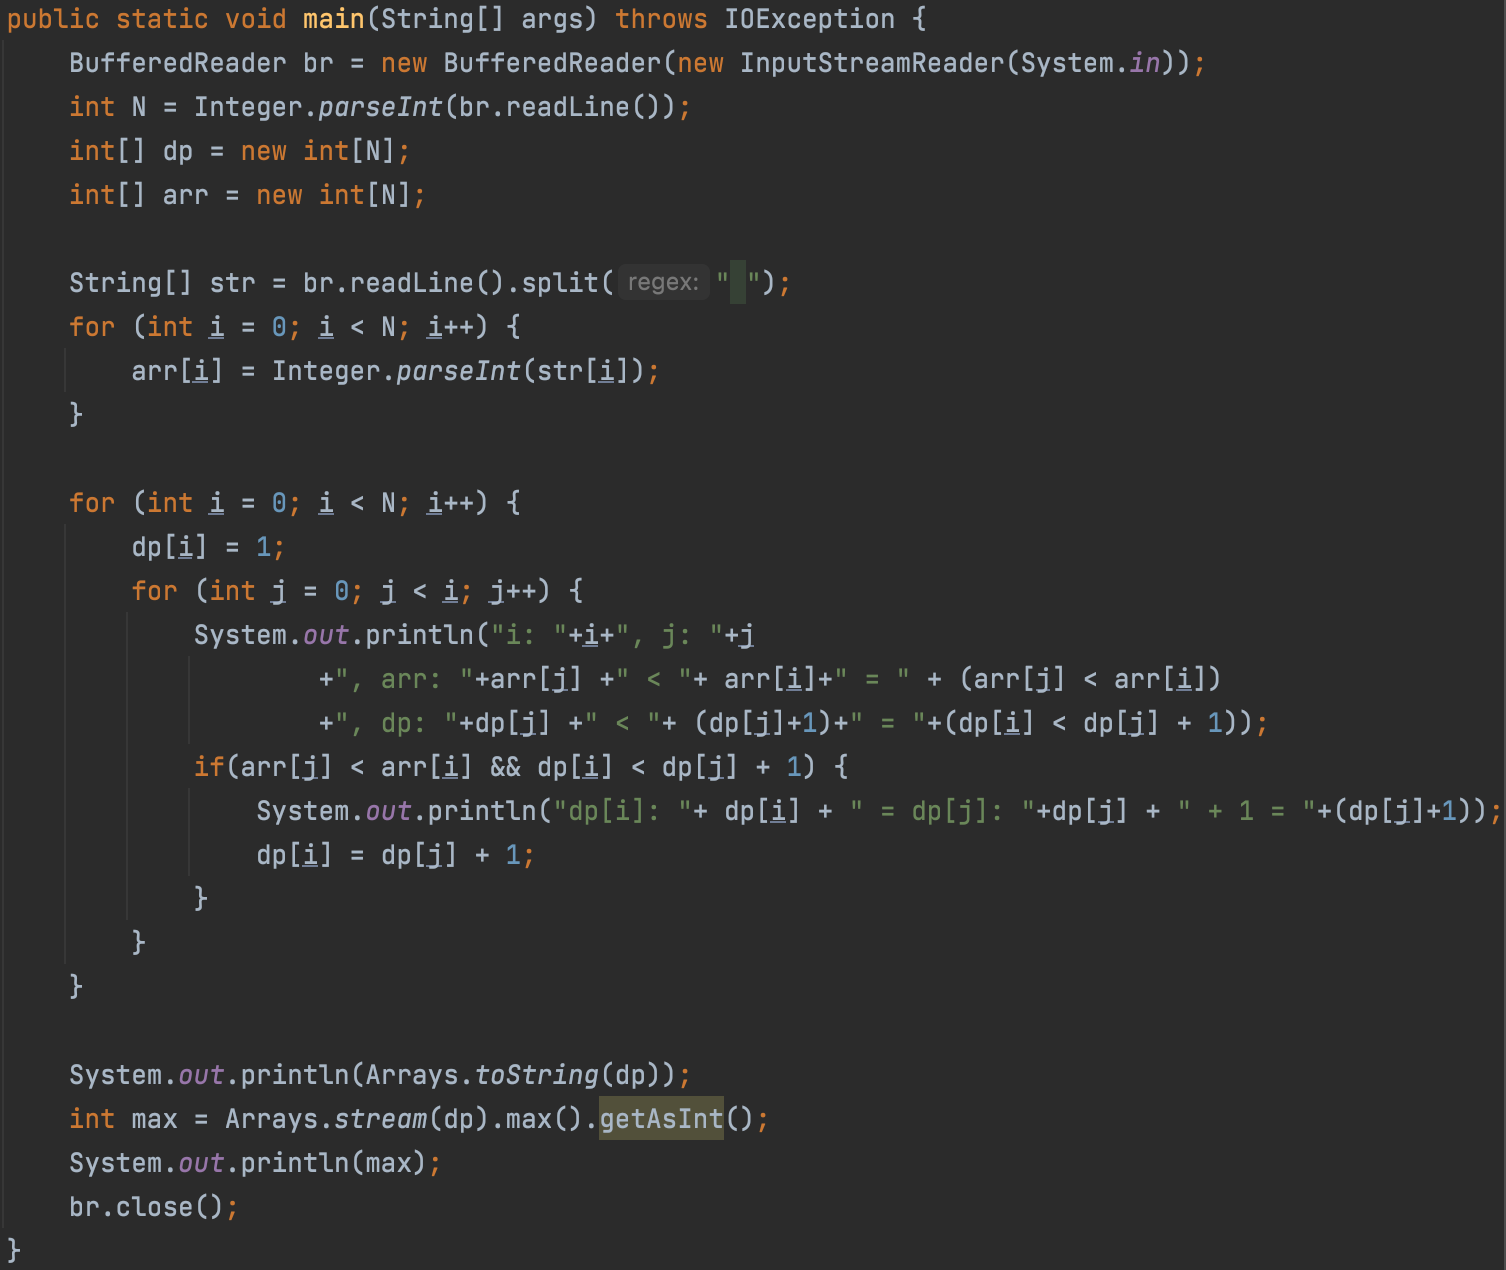 public static void main(String[] args) throws IOException {
    BufferedReader br = new BufferedReader(new InputStreamReader(System.in));
    int N = Integer.parseInt(br.readLine());
    int[] dp = new int[N];
    int[] arr = new int[N];

    String[] str = br.readLine().split( regex: " ");
    for (int i = 0; i < N; i++) {
        arr[i] = Integer.parseInt(str[i]);
    }

    for (int i = 0; i < N; i++) {
        dp[i] = 1;
        for (int j = 0; j < i; j++) {
            System.out.println("i: "+i+", j: "+j
                    +", arr: "+arr[j] +" < "+ arr[i]+" = " + (arr[j] < arr[i])
                    +", dp: "+dp[j] +" < "+ (dp[j]+1)+" = "+(dp[i] < dp[j] + 1));
            if(arr[j] < arr[i] && dp[i] < dp[j] + 1) {
                System.out.println("dp[i]: "+ dp[i] + " = dp[j]: "+dp[j] + " + 1 = "+(dp[j]+1));
                dp[i] = dp[j] + 1;
            }
        }
    }

    System.out.println(Arrays.toString(dp));
    int max = Arrays.stream(dp).max().getAsInt();
    System.out.println(max);
    br.close();
}